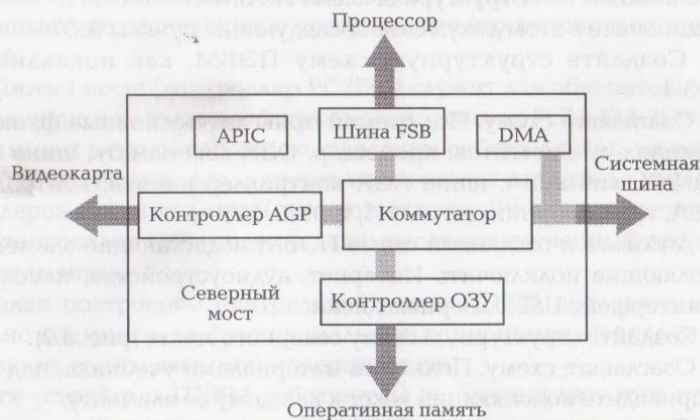 Процессор
APIC
Шина FSB
DMA
Видеокарта
Системная
шина
Контроллер AGP
Коммутатор
Северный
мост
Контроллер ОЗУ
Оперативная память